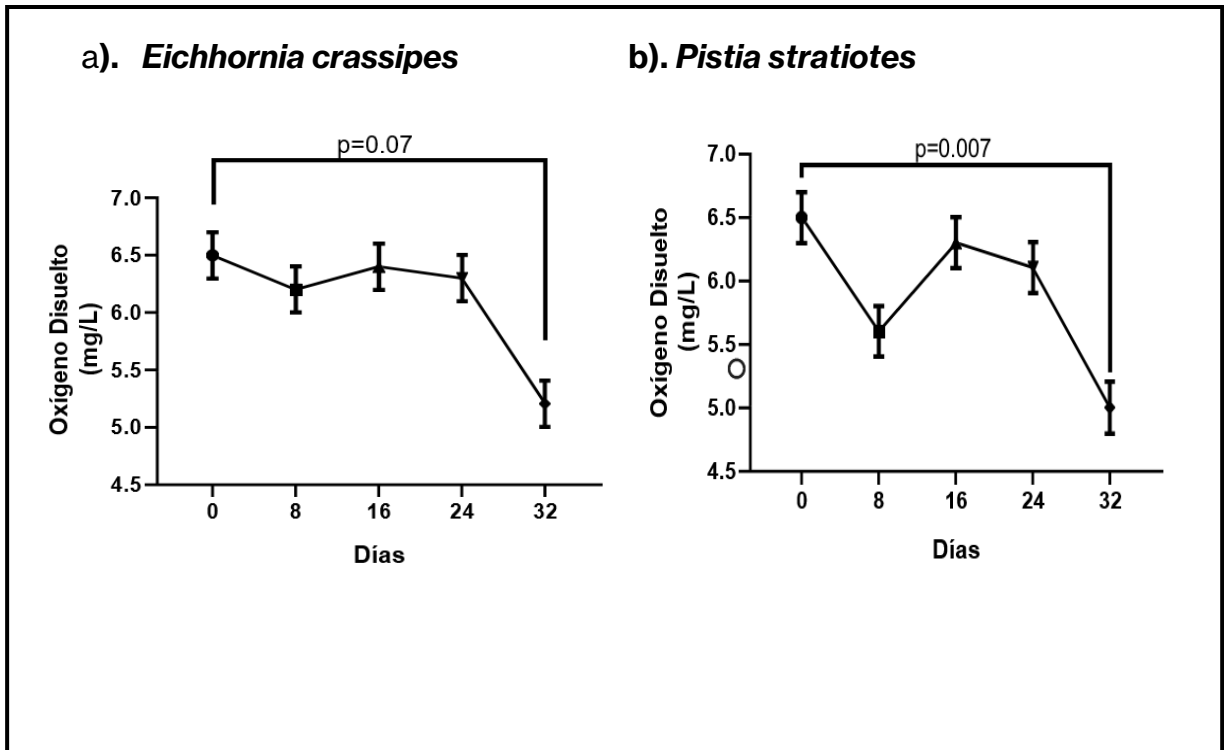 a). Eichhornia crassipes
p=0.07
7.0
6.5
6.0
5.5
5.0
4.5
Oxígeno Disuelto
(mg/L)
0 8 16 24 32
Días
b). Pistia stratiotes
p=0.007
7.0
6.5
6.0
5.5
5.0
4.5
Oxígeno Disuelto
(mg/L)
0 8 16 24 32
Días